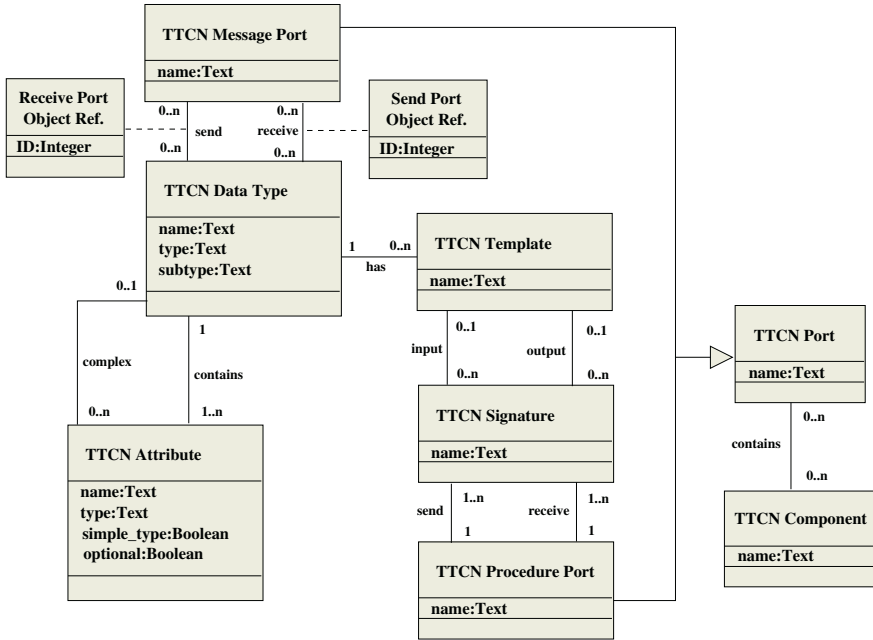 TTCN Message Port
name:Text
Receive Port
Object Ref.
ID:Integer
Send Port
Object Ref.
ID:Integer
0..n
0..n
send
receive
0..n
0..n
TTCN Data Type
name:Text
type:Text
subtype:Text
1
0..n
has
TTCN Template
name:Text
0..1
1
complex
contains
0..n
1..n
0..1
0..1
input
output
0..n
0..n
TTCN Port
name:Text
TTCN Signature
name:Text
0..n
contains
0..n
TTCN Attribute
name:Text
type:Text
simple_type:Boolean
optional:Boolean
1..n
1..n
send
receive
1
1
TTCN Component
name:Text
TTCN Procedure Port
name:Text